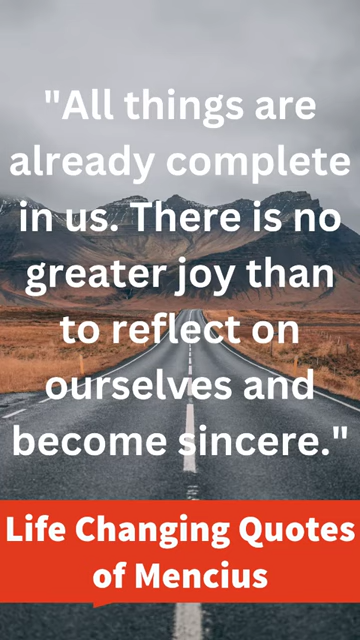 "All things are
already complete
in us. There is no
greater joy than
to reflect on
ourselves and
become sincere."
Life Changing Quotes
of Mencius